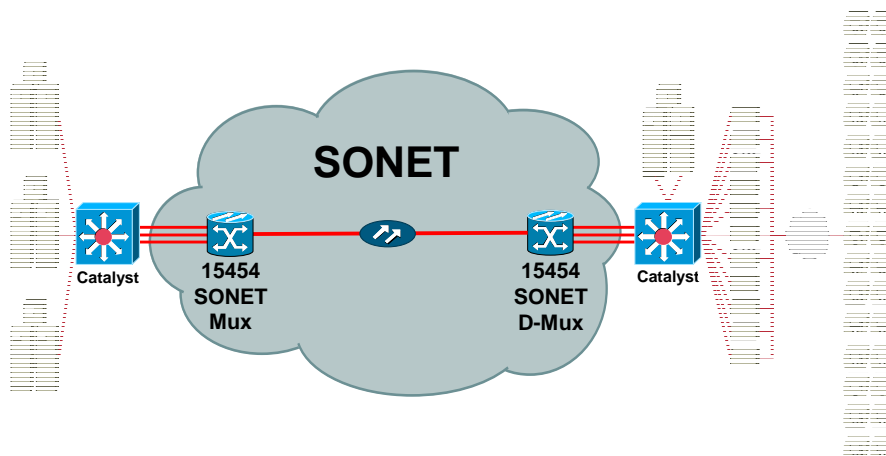 SONET
Catalyst
15454
SONET
Mux
15454
SONET
D-Mux
Catalyst